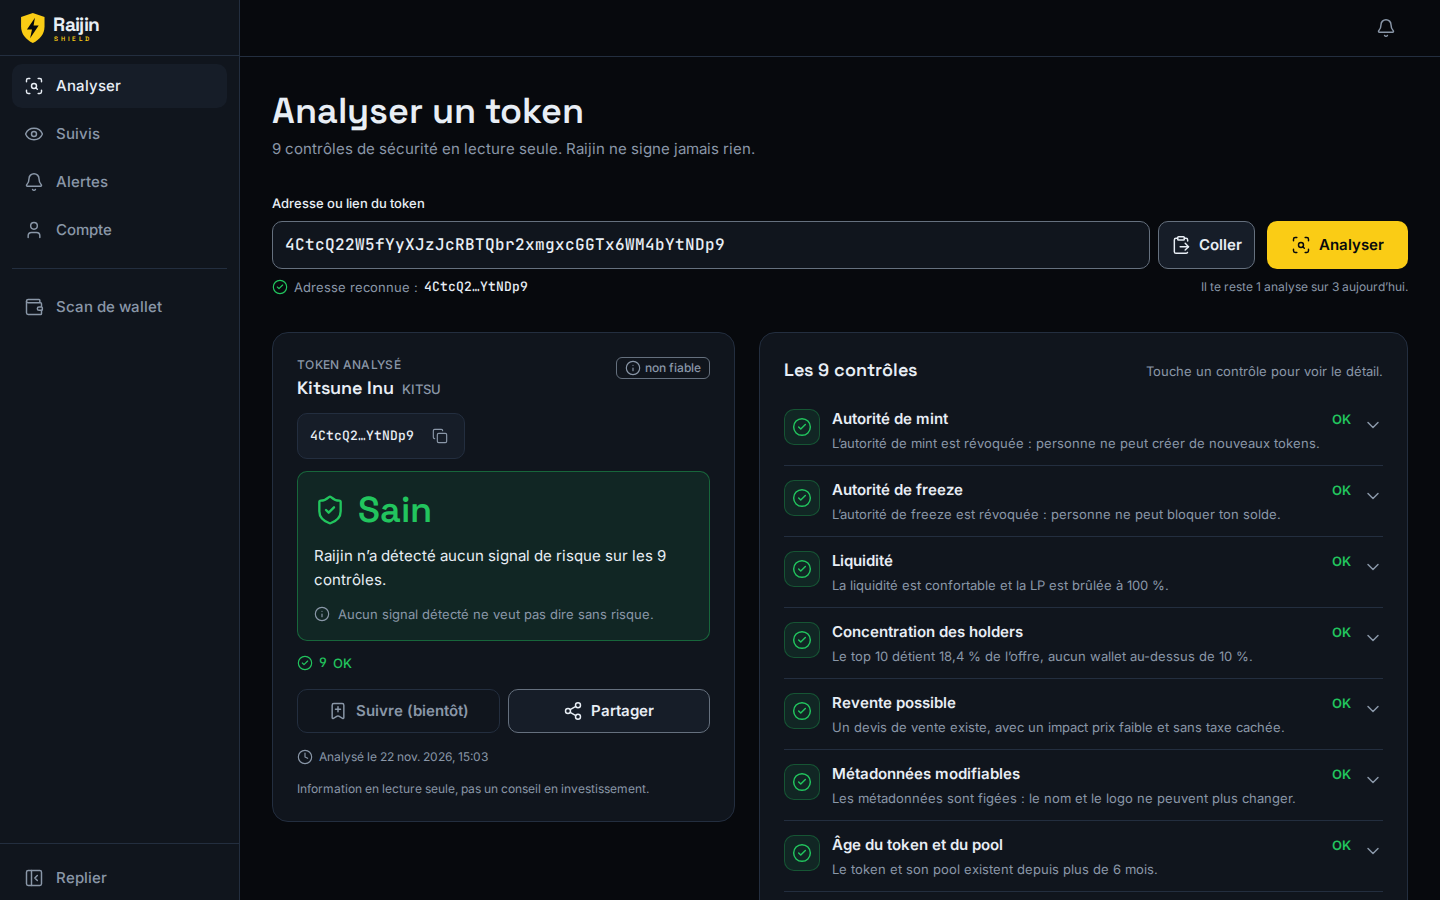 Raijin
SHIELD
Analyser
Suivis
Alertes
Compte
Scan de wallet
Replier
Analyser un token
9 contrôles de sécurité en lecture seule. Raijin ne signe jamais rien.
Adresse ou lien du token
4CtcQ22W5fYyXJzJcRBTQbr2xmgxcGGTx6WM4bYtNDp9
Coller
Analyser
Adresse reconnue : 4CtcQ2…YtNDp9
Il te reste 1 analyse sur 3 aujourd’hui.
TOKEN ANALYSÉ
non fiable
Kitsune Inu KITSU
4CtcQ2…YtNDp9
Sain
Raijin n’a détecté aucun signal de risque sur les 9
contrôles.
Aucun signal détecté ne veut pas dire sans risque.
9 OK
Suivre (bientôt)
Partager
Analysé le 22 nov. 2026, 15:03
Information en lecture seule, pas un conseil en investissement.
Les 9 contrôles
Touche un contrôle pour voir le détail.
Autorité de mint
OK
L’autorité de mint est révoquée : personne ne peut créer de nouveaux tokens.
Autorité de freeze
OK
L’autorité de freeze est révoquée : personne ne peut bloquer ton solde.
Liquidité
OK
La liquidité est confortable et la LP est brûlée à 100 %.
Concentration des holders
OK
Le top 10 détient 18,4 % de l’offre, aucun wallet au-dessus de 10 %.
Revente possible
OK
Un devis de vente existe, avec un impact prix faible et sans taxe cachée.
Métadonnées modifiables
OK
Les métadonnées sont figées : le nom et le logo ne peuvent plus changer.
Âge du token et du pool
OK
Le token et son pool existent depuis plus de 6 mois.